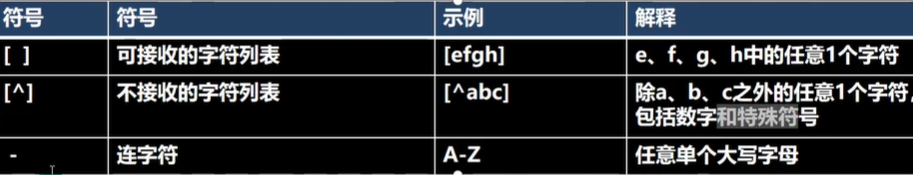 符号 符号 示例 解释
[ ] 可接收的字符列表 [efgh] e、f、g、h中的任意1个字符
[^] 不接收的字符列表 [^abc] 除a、b、c之外的任意1个字符,
包括数字和特殊符号
- 连字符 A-Z 任意单个大写字母